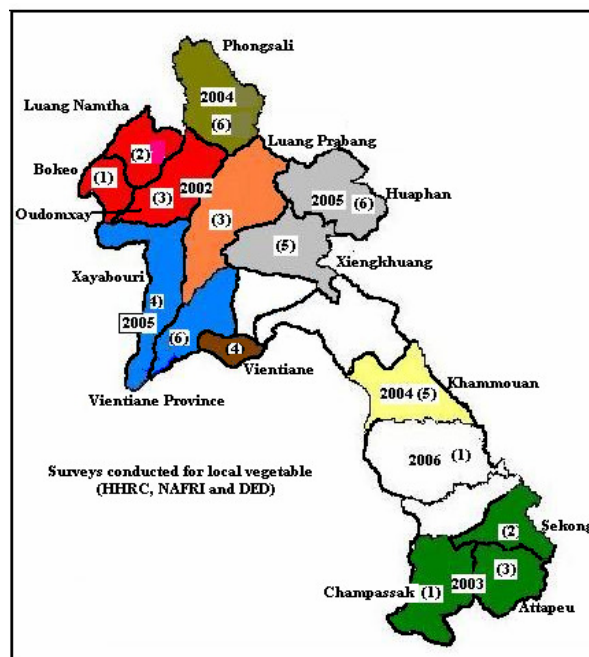 Phongsali
2004
(6)
Luang Namtha
Luang Prabang
(2)
Bokeo
(1)
2002
Huaphan
2005
(6)
(3)
Oudomxay
(3)
(5)
Xiengkhuang
Xayabouri
4)
2005
(6)
(4)
Vientiane
Vientiane Province
Khammouan
2004 (5)
2006 (1)
Surveys conducted for local vegetable
(HHRC, NAFRI and DED)
(2)
Sekong
(3)
Champassak (1)
2003
Attapeu